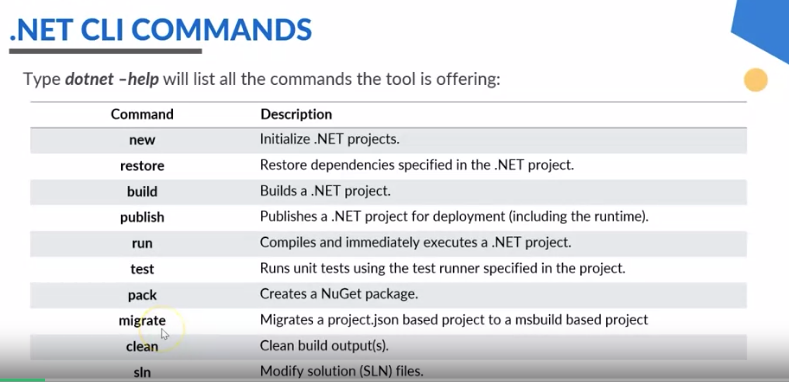 .NET CLI COMMANDS
Type dotnet –help will list all the commands the tool is offering:
Command Description
new Initialize .NET projects.
restore Restore dependencies specified in the .NET project.
build Builds a .NET project.
publish Publishes a .NET project for deployment (including the runtime).
run Compiles and immediately executes a .NET project.
test Runs unit tests using the test runner specified in the project.
pack Creates a NuGet package.
migrate Migrates a project.json based project to a msbuild based project
clean Clean build output(s).
sln Modify solution (SLN) files.